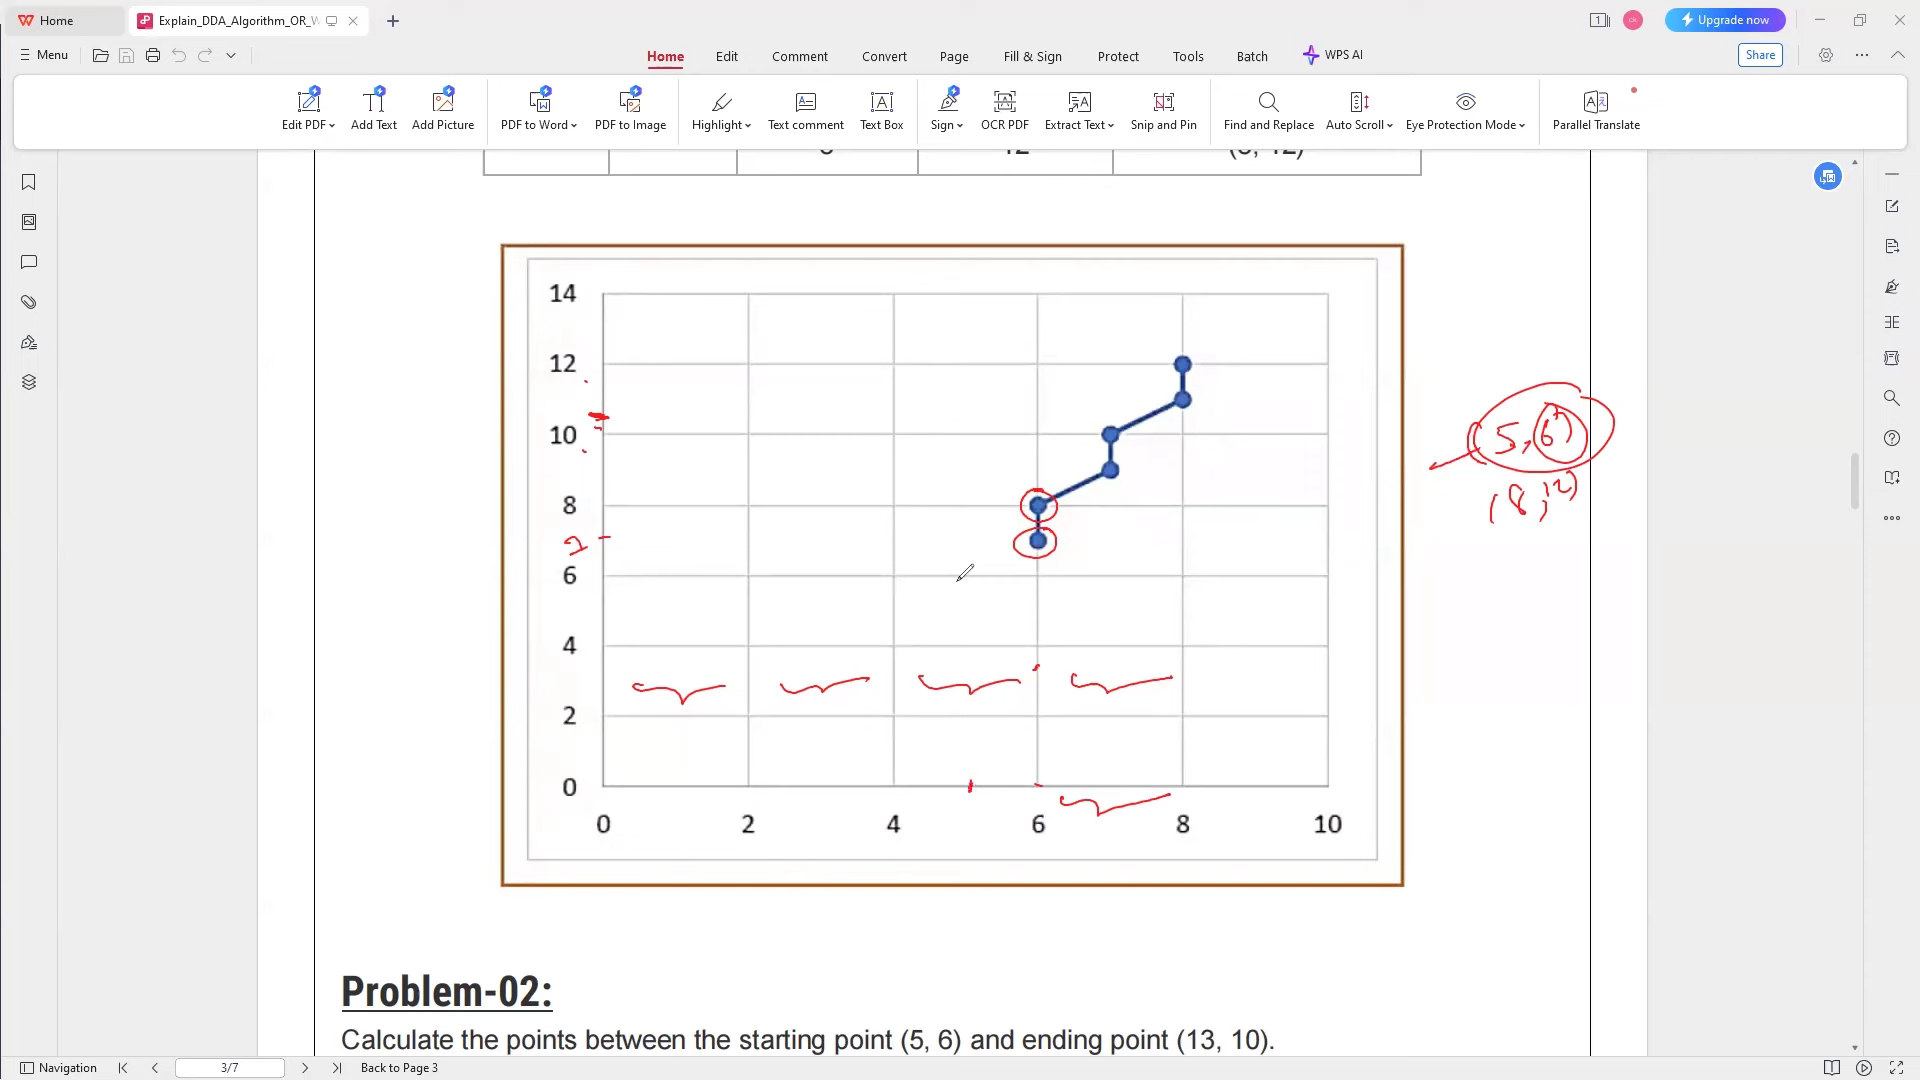 Home Explain_DDA_Algorithm_OR_W
1 Upgrade now
Menu Home Edit Comment Convert Page Fill & Sign Protect Tools Batch WPS AI Share
Edit PDF Add Text Add Picture PDF to Word PDF to Image Highlight Text comment Text Box Sign OCR PDF Extract Text Snip and Pin Find and Replace Auto Scroll Eye Protection Mode Parallel Translate
14
12
10
8
6
4
2
0
0 2 4 6 8 10
(5, 6)
(8, 12)
Problem-02:
Calculate the points between the starting point (5, 6) and ending point (13, 10).
Navigation 3/7 Back to Page 3